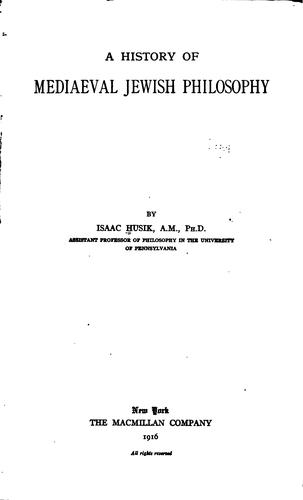 A HISTORY OF
MEDIAEVAL JEWISH PHILOSOPHY
BY
ISAAC HUSIK, A.M., PH.D.
ASSISTANT PROFESSOR OF PHILOSOPHY IN THE UNIVERSITY
OF PENNSYLVANIA
New York
THE MACMILLAN COMPANY
1916
All rights reserved